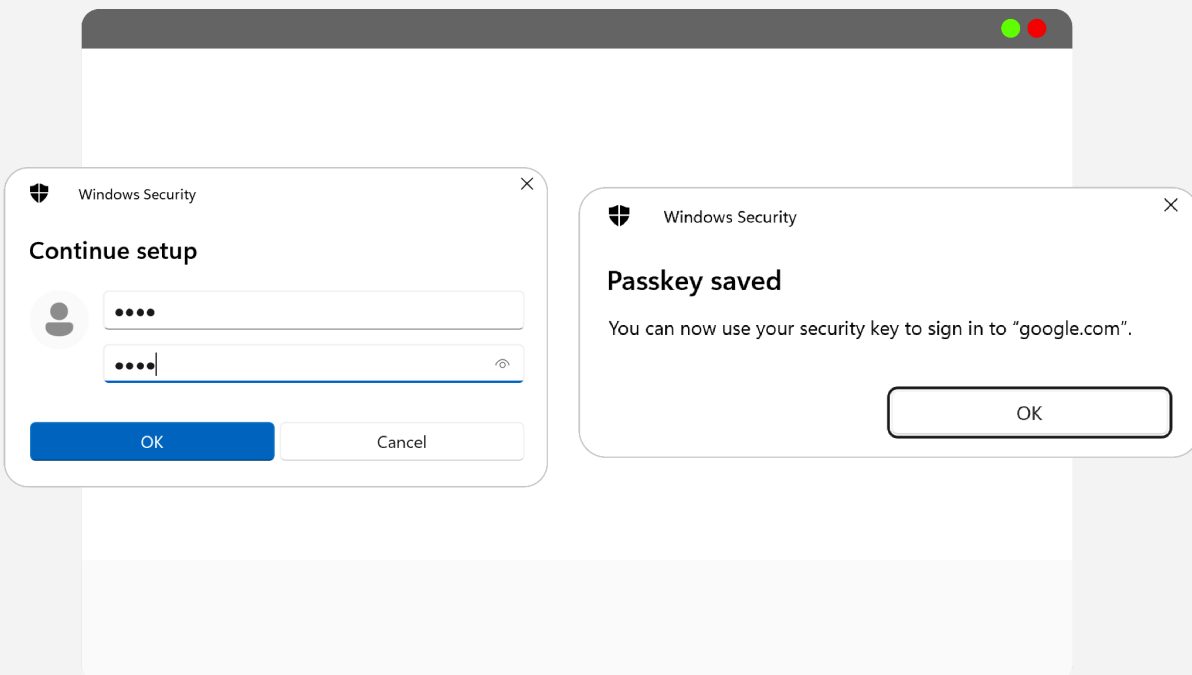 Windows Security
Continue setup
●●●●
●●●●
OK
Cancel
Windows Security
Passkey saved
You can now use your security key to sign in to “google.com”.
OK